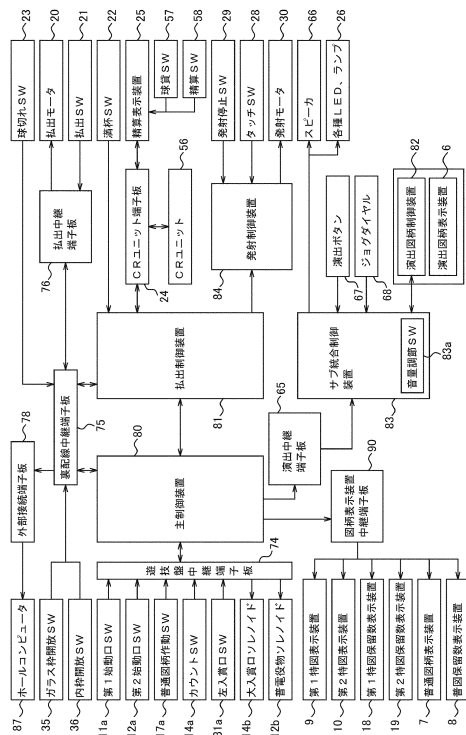 23
球切れSW
20
払出モータ
21
払出SW
22
満杯SW
25
精算表示装置
57
球貸SW
58
精算SW
29
発射停止SW
28
タッチSW
30
発射モータ
66
スピーカ
26
各種LED、ランプ
払出中継
端子板
76
CRユニット端子板
24
56
CRユニット
発射制御装置
84
演出ボタン
67
ジョグダイヤル
68
82
演出図柄制御装置
6
演出図柄表示装置
78
外部接続端子板
裏配線中継端子板
75
払出制御装置
81
サブ統合制御
装置
83
音量調節SW
83a
80
主制御装置
65
演出中継
端子板
90
図柄表示装置
中継端子板
遊技盤中継端子板
74
87
ホールコンピュータ
35
ガラス枠開放SW
36
内枠開放SW
11a
第1始動口SW
12a
第2始動口SW
17a
普通図柄作動SW
14a
カウントSW
31a
左入賞口SW
14b
大入賞口ソレノイド
12b
普電役物ソレノイド
9
第1特図表示装置
10
第2特図表示装置
18
第1特図保留数表示装置
19
第2特図保留数表示装置
7
普通図柄表示装置
8
普図保留数表示装置